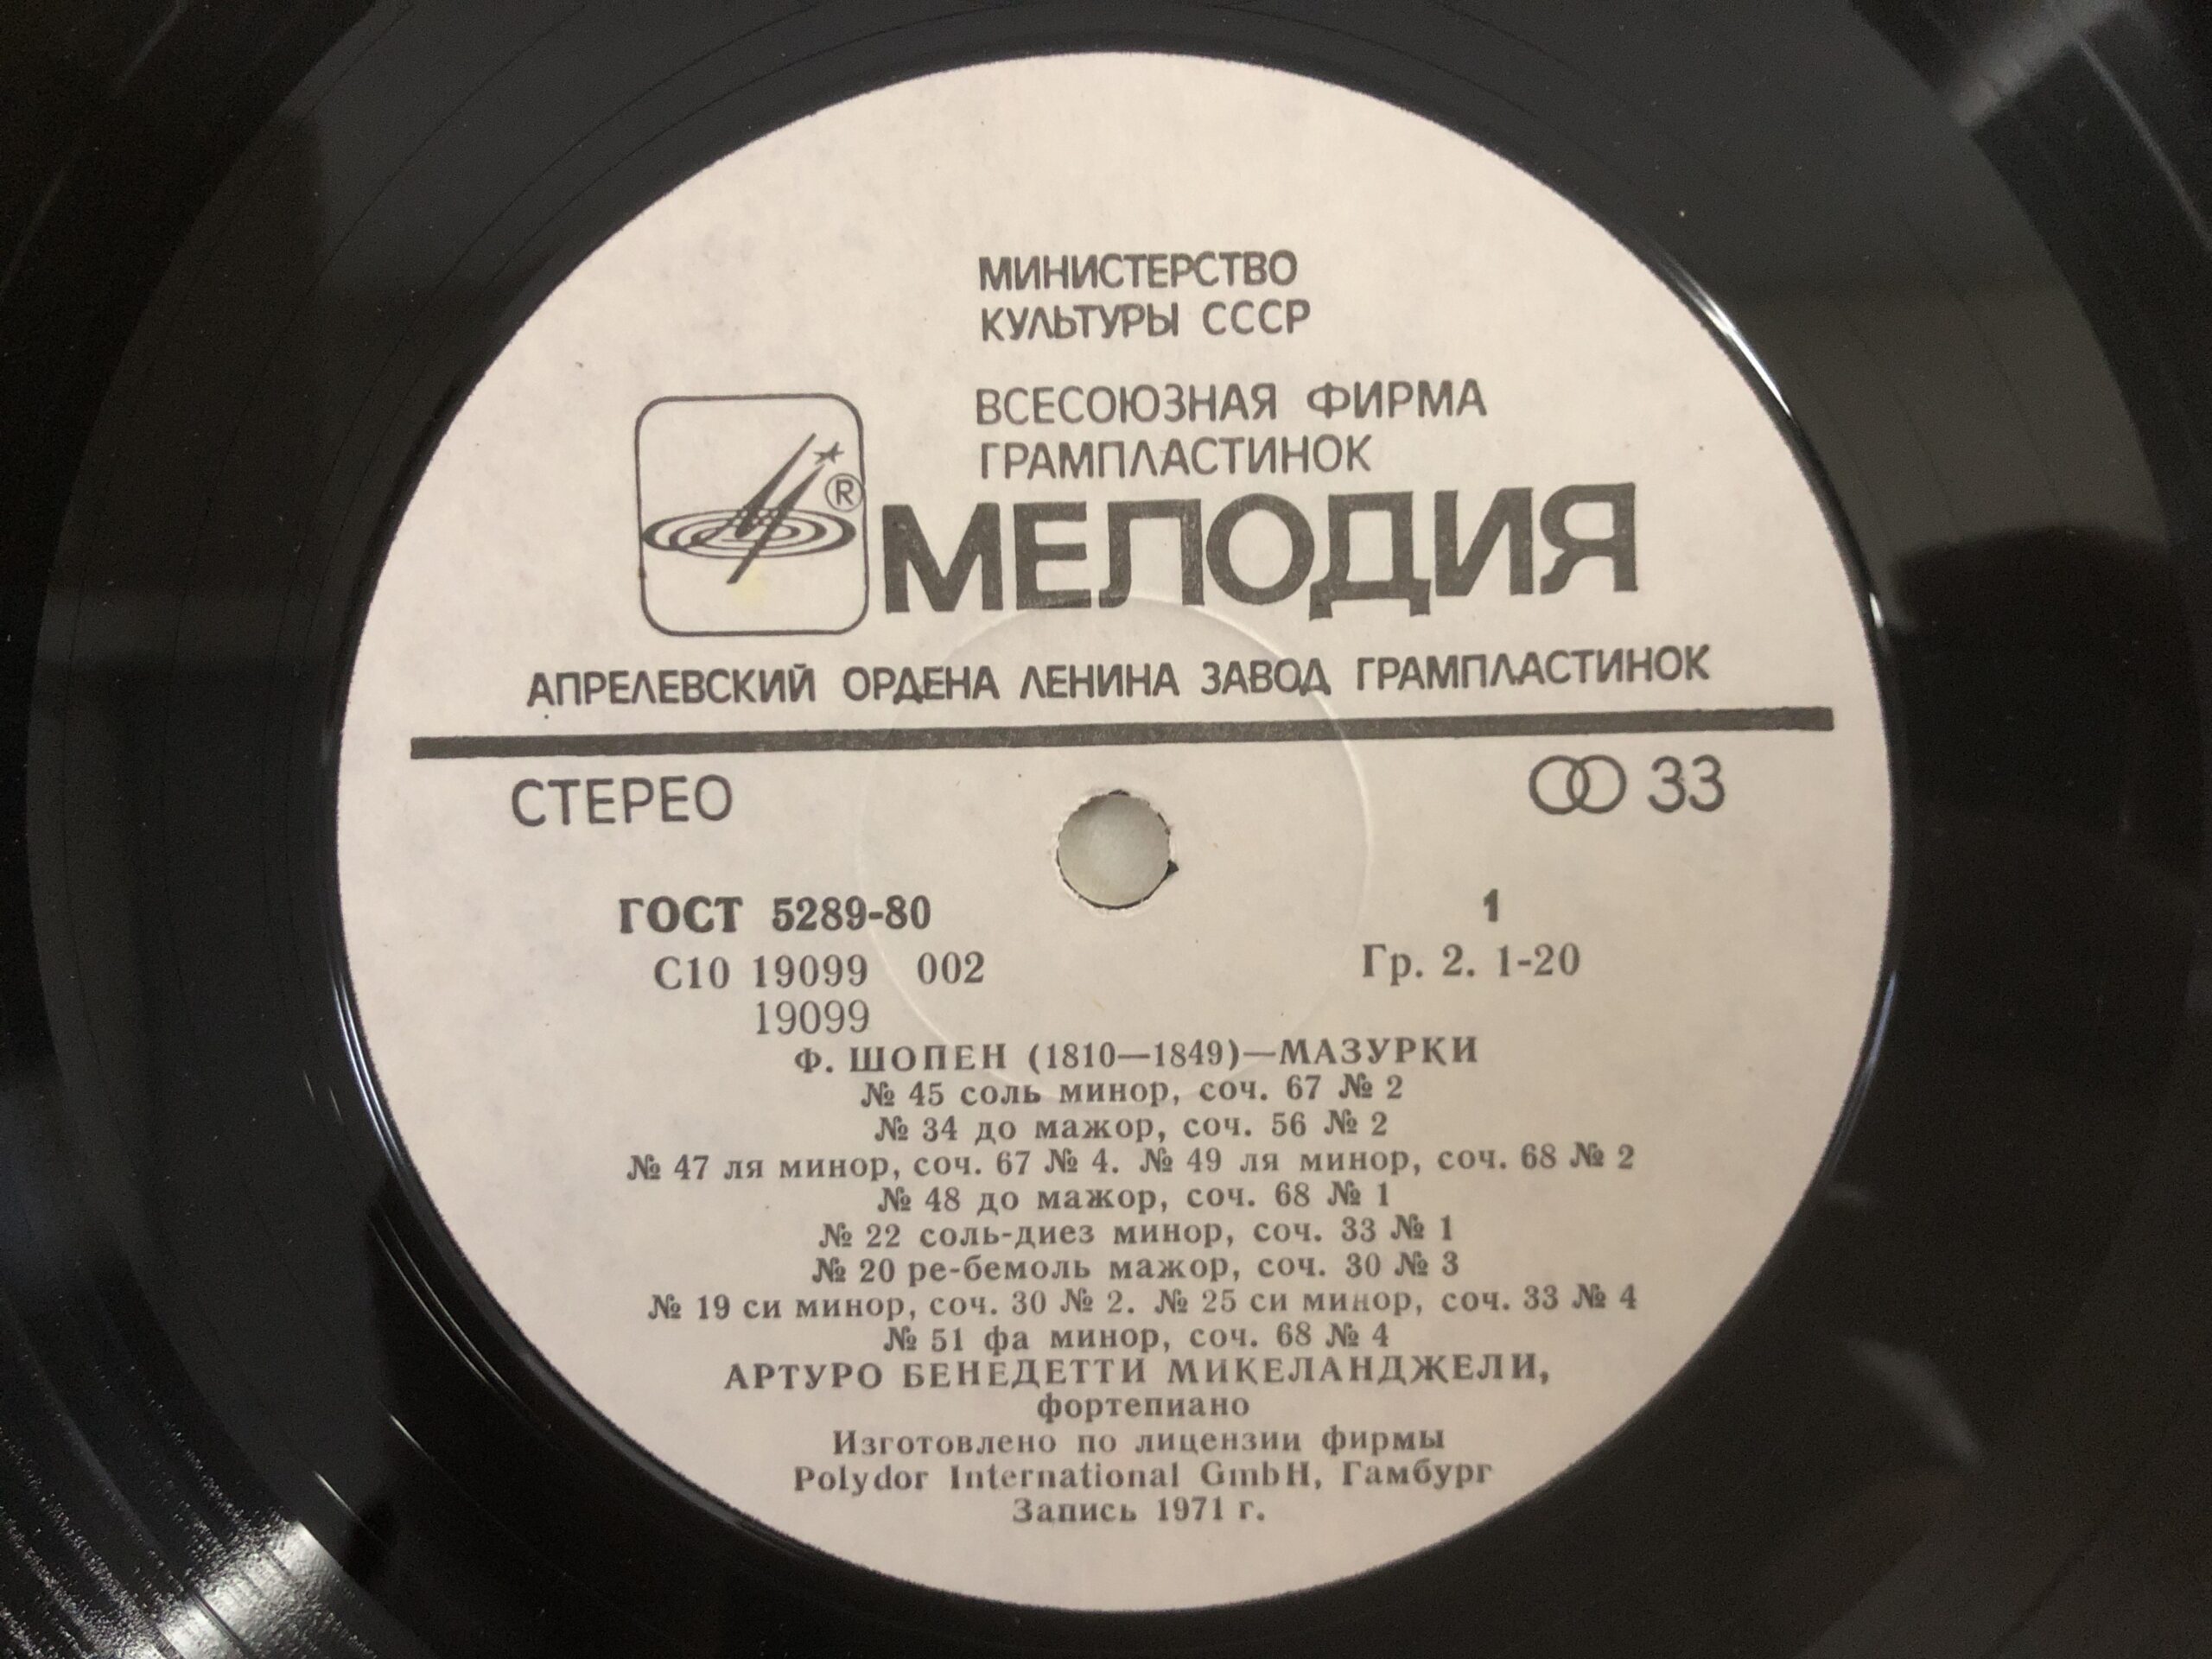 МИНИСТЕРСТВО
КУЛЬТУРЫ СССР
ВСЕСОЮЗНАЯ ФИРМА
ГРАМПЛАСТИНОК
®
МЕЛОДИЯ
АПРЕЛЕВСКИЙ ОРДЕНА ЛЕНИНА ЗАВОД ГРАМПЛАСТИНОК
СТЕРЕО 33
ГОСТ 5289-80 1
С10 19099 002 Гр. 2. 1-20
19099
Ф. ШОПЕН (1810—1849)—МАЗУРКИ
№ 45 соль минор, соч. 67 № 2
№ 34 до мажор, соч. 56 № 2
№ 47 ля минор, соч. 67 № 4. № 49 ля минор, соч. 68 № 2
№ 48 до мажор, соч. 68 № 1
№ 22 соль-диез минор, соч. 33 № 1
№ 20 ре-бемоль мажор, соч. 30 № 3
№ 19 си минор, соч. 30 № 2. № 25 си минор, соч. 33 № 4
№ 51 фа минор, соч. 68 № 4
АРТУРО БЕНЕДЕТТИ МИКЕЛАНДЖЕЛИ,
фортепиано
Изготовлено по лицензии фирмы
Polydor International GmbH, Гамбург
Запись 1971 г.